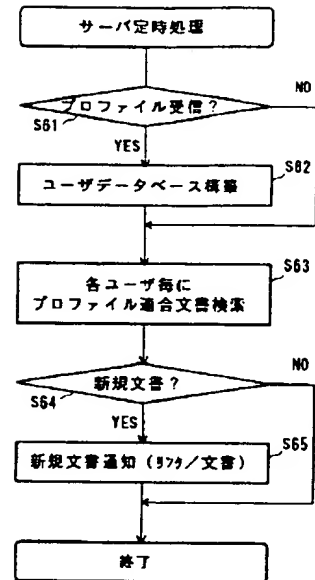 サーバ定時処理
プロファイル受信?
NO
S61
YES
S62
ユーザデータベース構築
S63
各ユーザ毎に
プロファイル適合文書検索
新規文書?
NO
S64
YES
S65
新規文書通知(リンク/文書)
終了